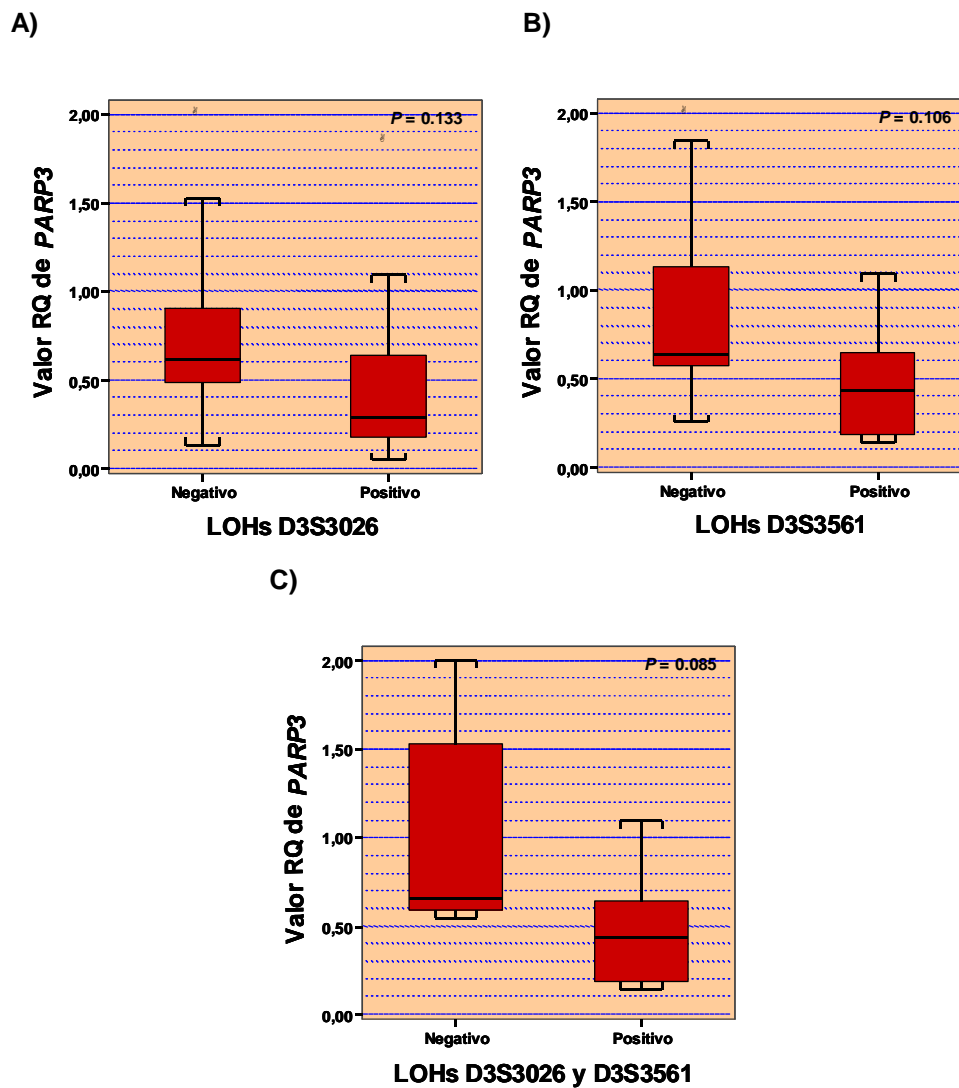 A)
B)
Valor RQ de PARP3
2,00
1,50
1,00
0,50
0,00
P = 0.133
Negativo
Positivo
LOHs D3S3026
Valor RQ de PARP3
2,00
1,50
1,00
0,50
0,00
P = 0.106
Negativo
Positivo
LOHs D3S3561
C)
Valor RQ de PARP3
2,00
1,50
1,00
0,50
0,00
P = 0.085
Negativo
Positivo
LOHs D3S3026 y D3S3561